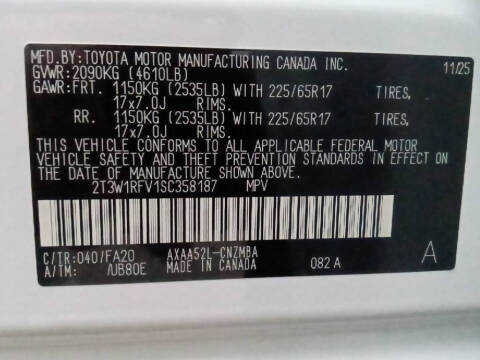 MFD.BY:TOYOTA MOTOR MANUFACTURING CANADA INC. 11/25
GVWR:2090KG (4610LB)
GAWR:FRT. 1150KG (2535LB) WITH 225/65R17 TIRES,
17x7.0J RIMS.
RR. 1150KG (2535LB) WITH 225/65R17 TIRES,
17x7.0J RIMS.
THIS VEHICLE CONFORMS TO ALL APPLICABLE FEDERAL MOTOR
VEHICLE SAFETY AND THEFT PREVENTION STANDARDS IN EFFECT
ON THE DATE OF MANUFACTURE SHOWN ABOVE.
2T3W1RFV1SC358187 MPV
C/TR:040/FA20 AXAA52L-CNZMBA A
A/TM: /UB80E MADE IN CANADA 082 A